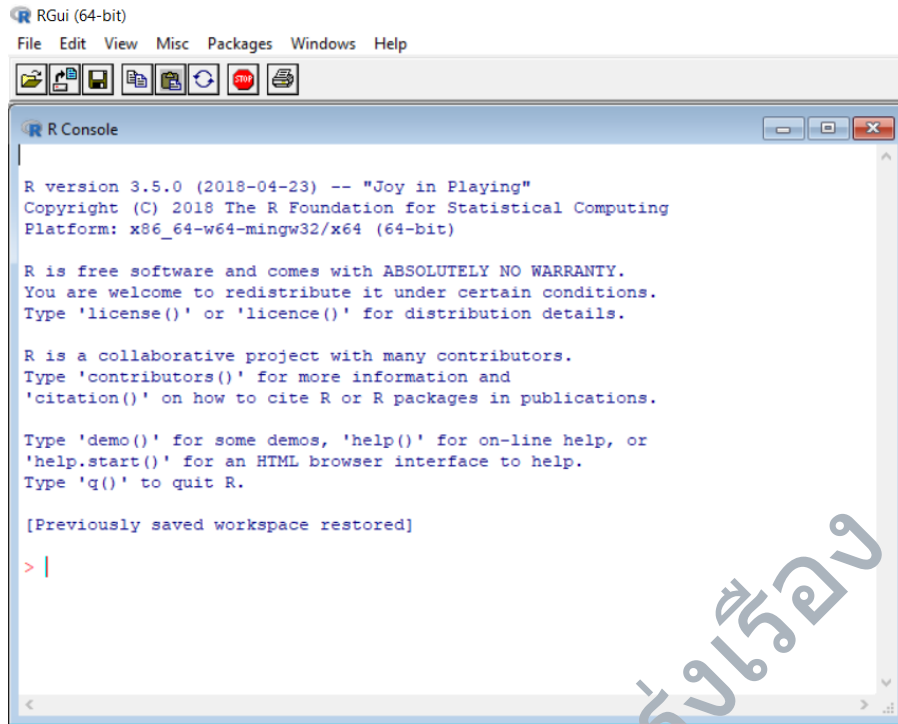 RGui (64-bit)
File Edit View Misc Packages Windows Help
STOP
R Console
R version 3.5.0 (2018-04-23) -- "Joy in Playing"
Copyright (C) 2018 The R Foundation for Statistical Computing
Platform: x86_64-w64-mingw32/x64 (64-bit)
R is free software and comes with ABSOLUTELY NO WARRANTY.
You are welcome to redistribute it under certain conditions.
Type 'license()' or 'licence()' for distribution details.
R is a collaborative project with many contributors.
Type 'contributors()' for more information and
'citation()' on how to cite R or R packages in publications.
Type 'demo()' for some demos, 'help()' for on-line help, or
'help.start()' for an HTML browser interface to help.
Type 'q()' to quit R.
[Previously saved workspace restored]
>